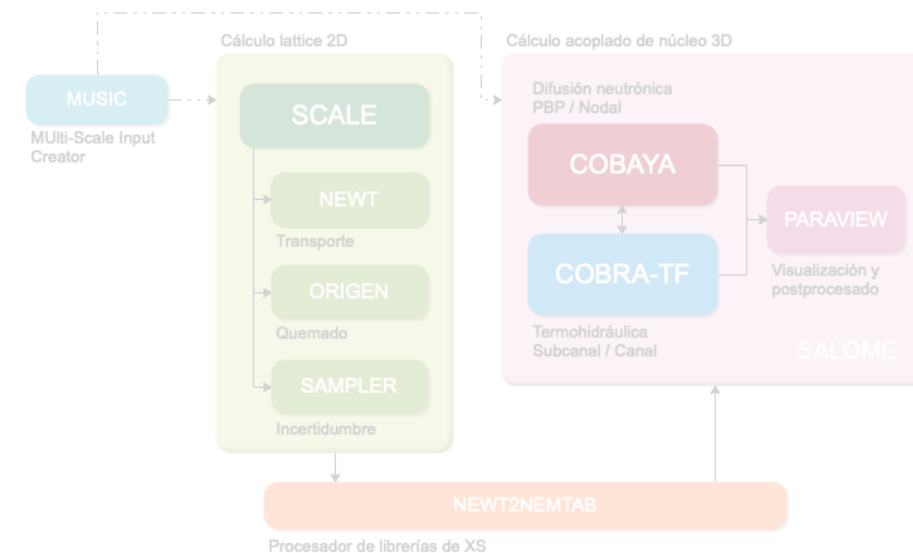 Cálculo lattice 2D
Cálculo acoplado de núcleo 3D
MUSIC
MUlti-Scale Input
Creator
SCALE
NEWT
Transporte
ORIGEN
Quemado
SAMPLER
Incertidumbre
Difusión neutrónica
PBP / Nodal
COBAYA
COBRA-TF
Termohidráulica
Subcanal / Canal
PARAVIEW
Visualización y
postprocesado
SALOME
NEWT2NEMTAB
Procesador de librerías de XS